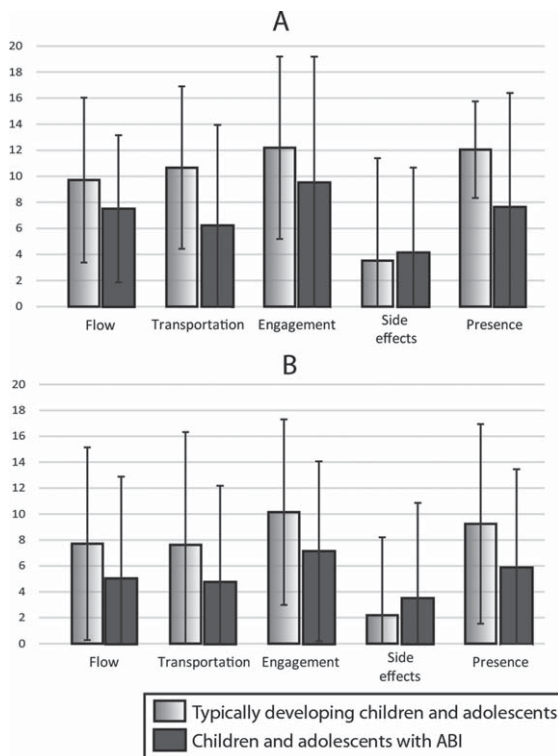 A
20
18
16
14
12
10
8
6
4
2
0
Flow
Transportation
Engagement
Side
effects
Presence
B
20
18
16
14
12
10
8
6
4
2
0
Flow
Transportation
Engagement
Side
effects
Presence
Typically developing children and adolescents
Children and adolescents with ABI